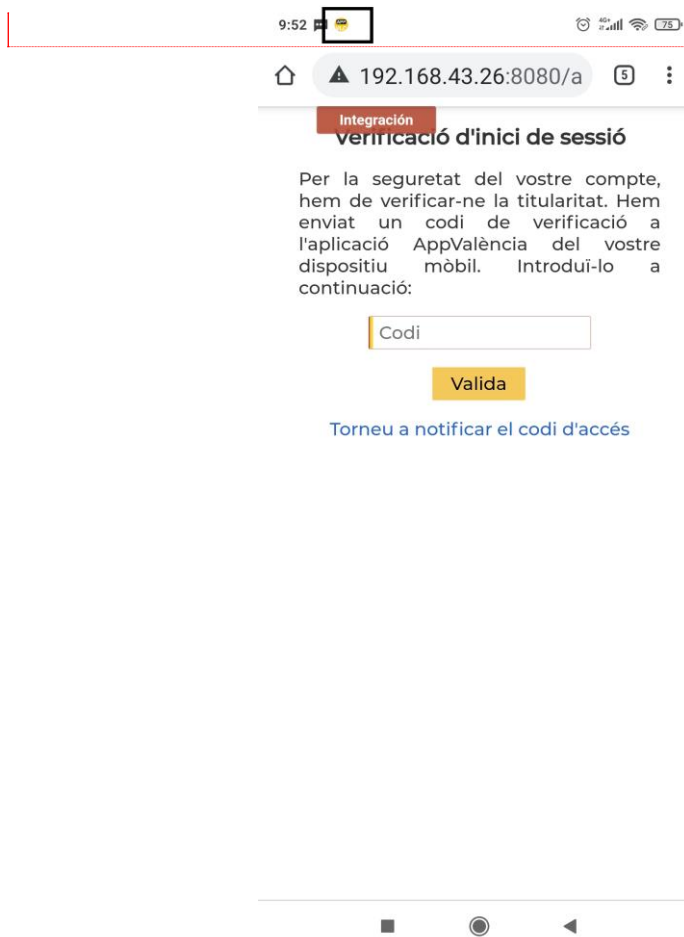 9:52
75
192.168.43.26:8080/a
5
Integración
Verificació d'inici de sessió
Per la seguretat del vostre compte,
hem de verificar-ne la titularitat. Hem
enviat un codi de verificació a
l'aplicació AppValència del vostre
dispositiu mòbil. Introduï-lo a
continuació:
Codi
Valida
Torneu a notificar el codi d'accés